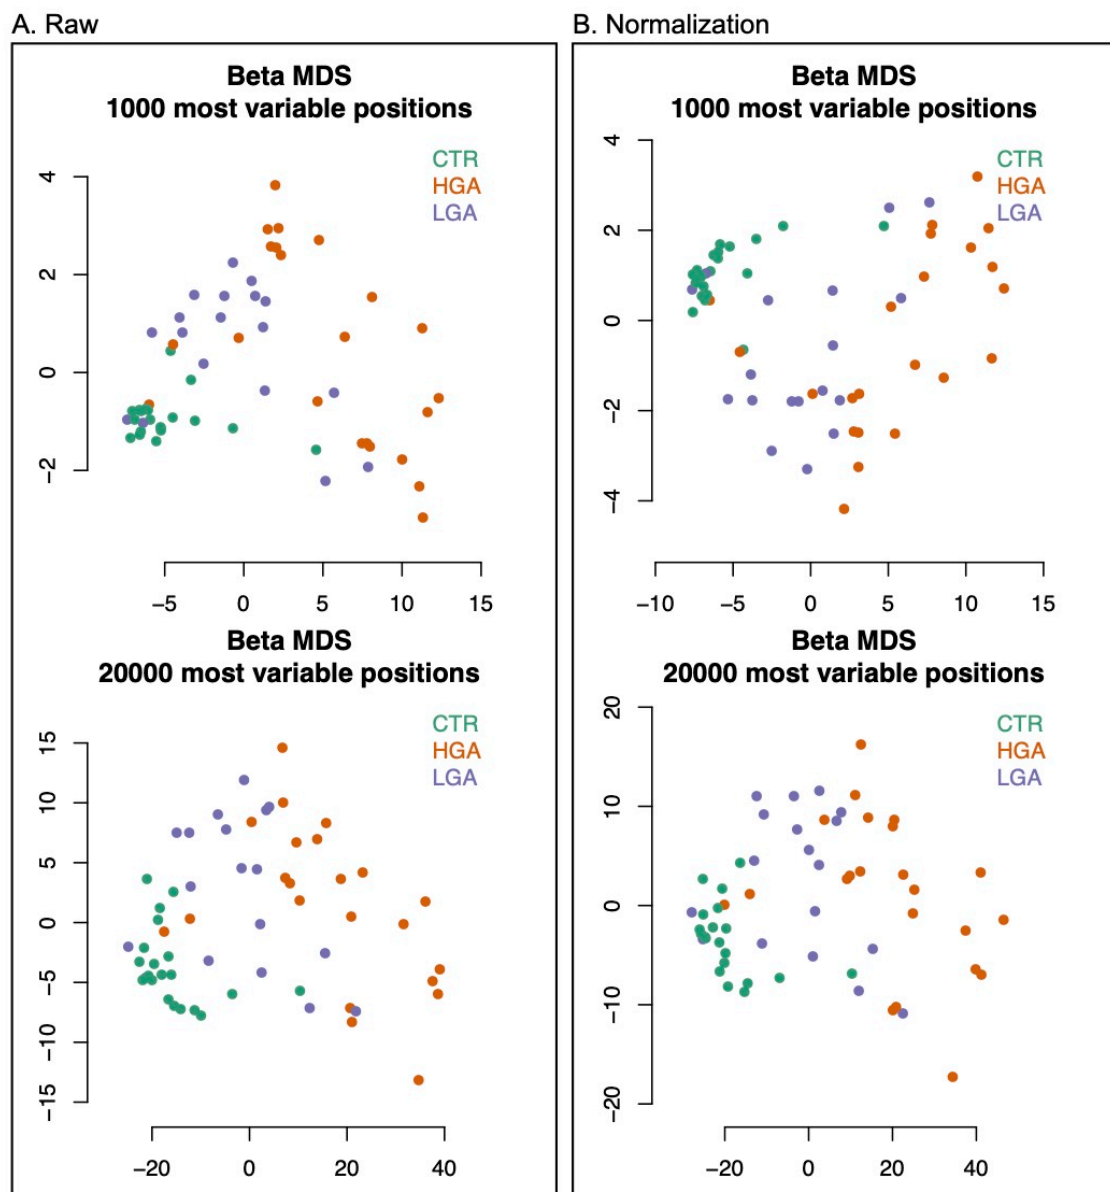 A. Raw
Beta MDS
1000 most variable positions
CTR
HGA
LGA
4
2
0
−2
−5 0 5 10 15
Beta MDS
20000 most variable positions
CTR
HGA
LGA
15
10
5
0
−5
−10
−15
−20 0 20 40
B. Normalization
Beta MDS
1000 most variable positions
CTR
HGA
LGA
4
2
0
−2
−4
−10 −5 0 5 10 15
Beta MDS
20000 most variable positions
CTR
HGA
LGA
20
10
0
−10
−20
−20 0 20 40